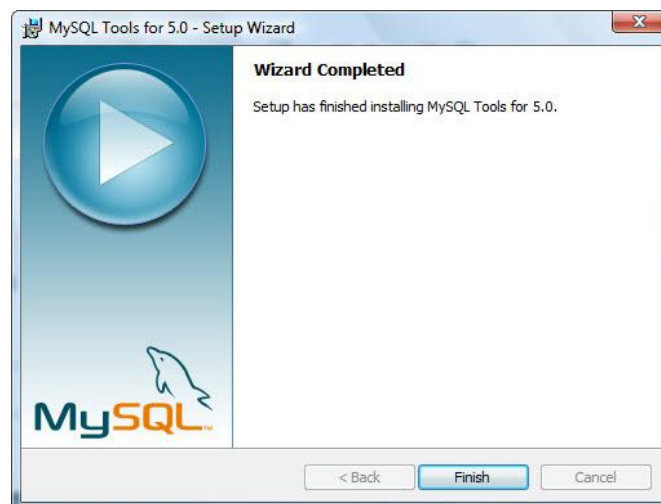 MySQL Tools for 5.0 - Setup Wizard
Wizard Completed
Setup has finished installing MySQL Tools for 5.0.
MySQL™
< Back
Finish
Cancel